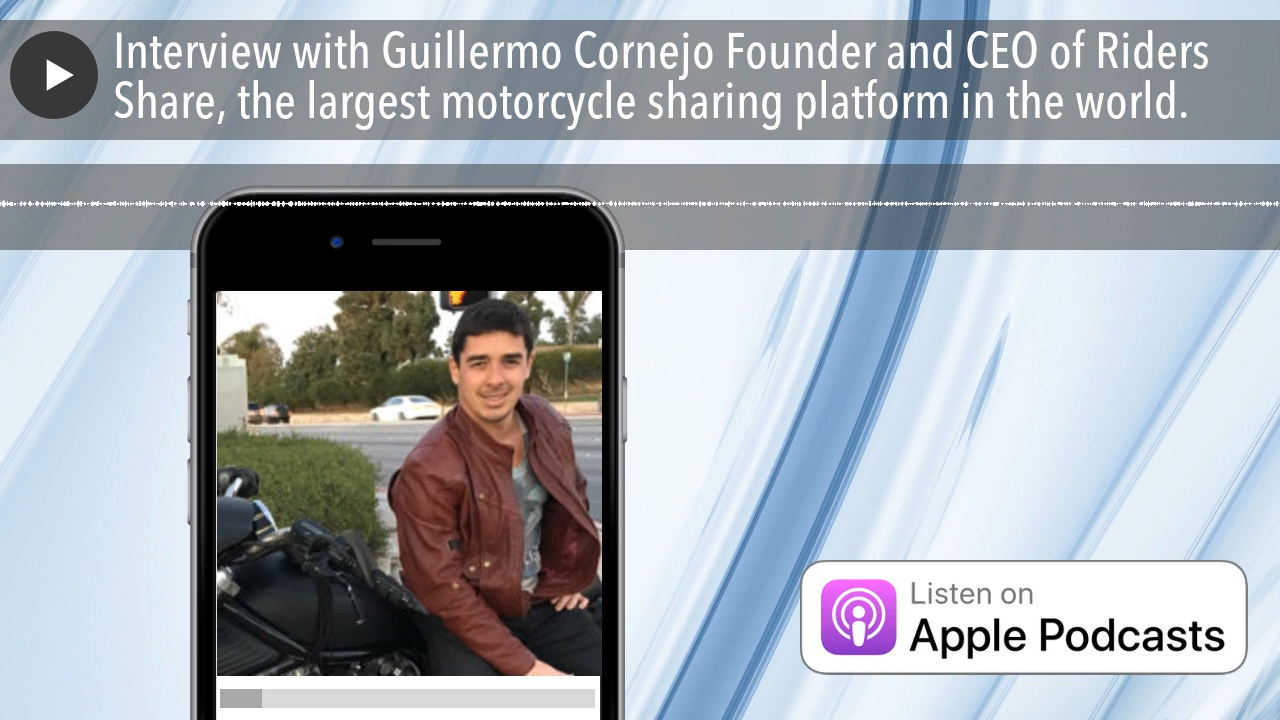 Interview with Guillermo Cornejo Founder and CEO of Riders
Share, the largest motorcycle sharing platform in the world.
Listen on
Apple Podcasts